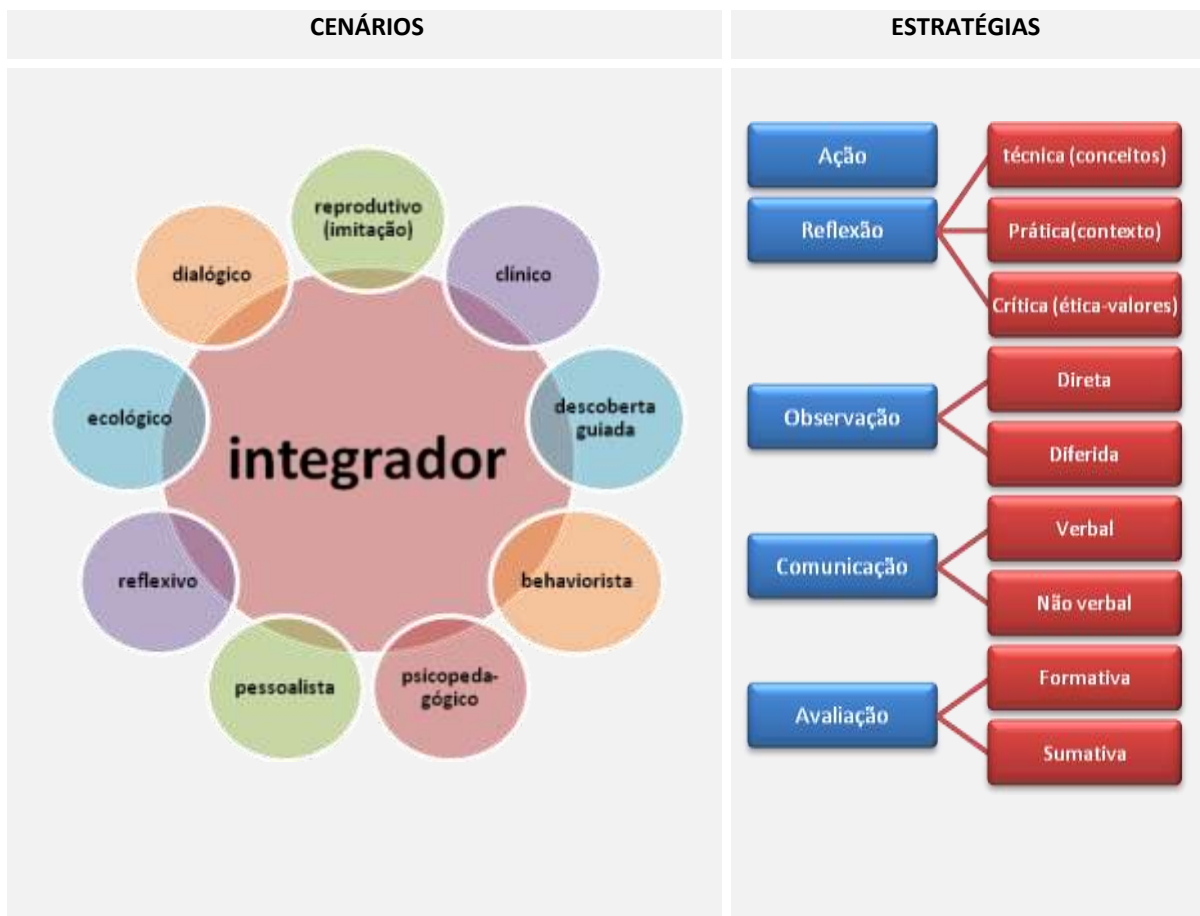 CENÁRIOS
reprodutivo
(imitação)
clínico
descoberta
guiada
behaviorista
psicopeda-
gógico
pessoalista
reflexivo
ecológico
dialógico
integrador
ESTRATÉGIAS
Ação
Reflexão
técnica (conceitos)
Prática(contexto)
Crítica (ética-valores)
Observação
Direta
Diferida
Comunicação
Verbal
Não verbal
Avaliação
Formativa
Sumativa